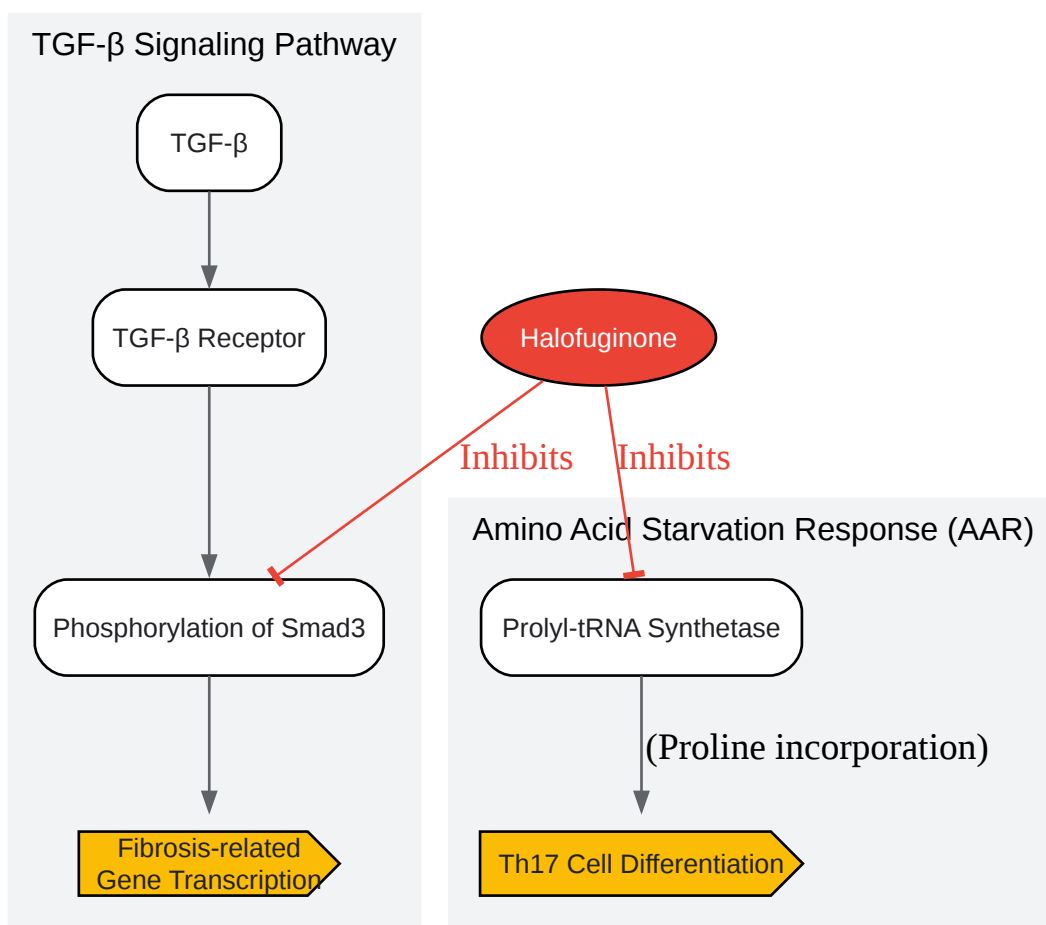 TGF-β Signaling Pathway
TGF-β
TGF-β Receptor
Halofuginone
Inhibits
Inhibits
Amino Acid Starvation Response (AAR)
Phosphorylation of Smad3
Prolyl-tRNA Synthetase
(Proline incorporation)
Fibrosis-related
Gene Transcription
Th17 Cell Differentiation